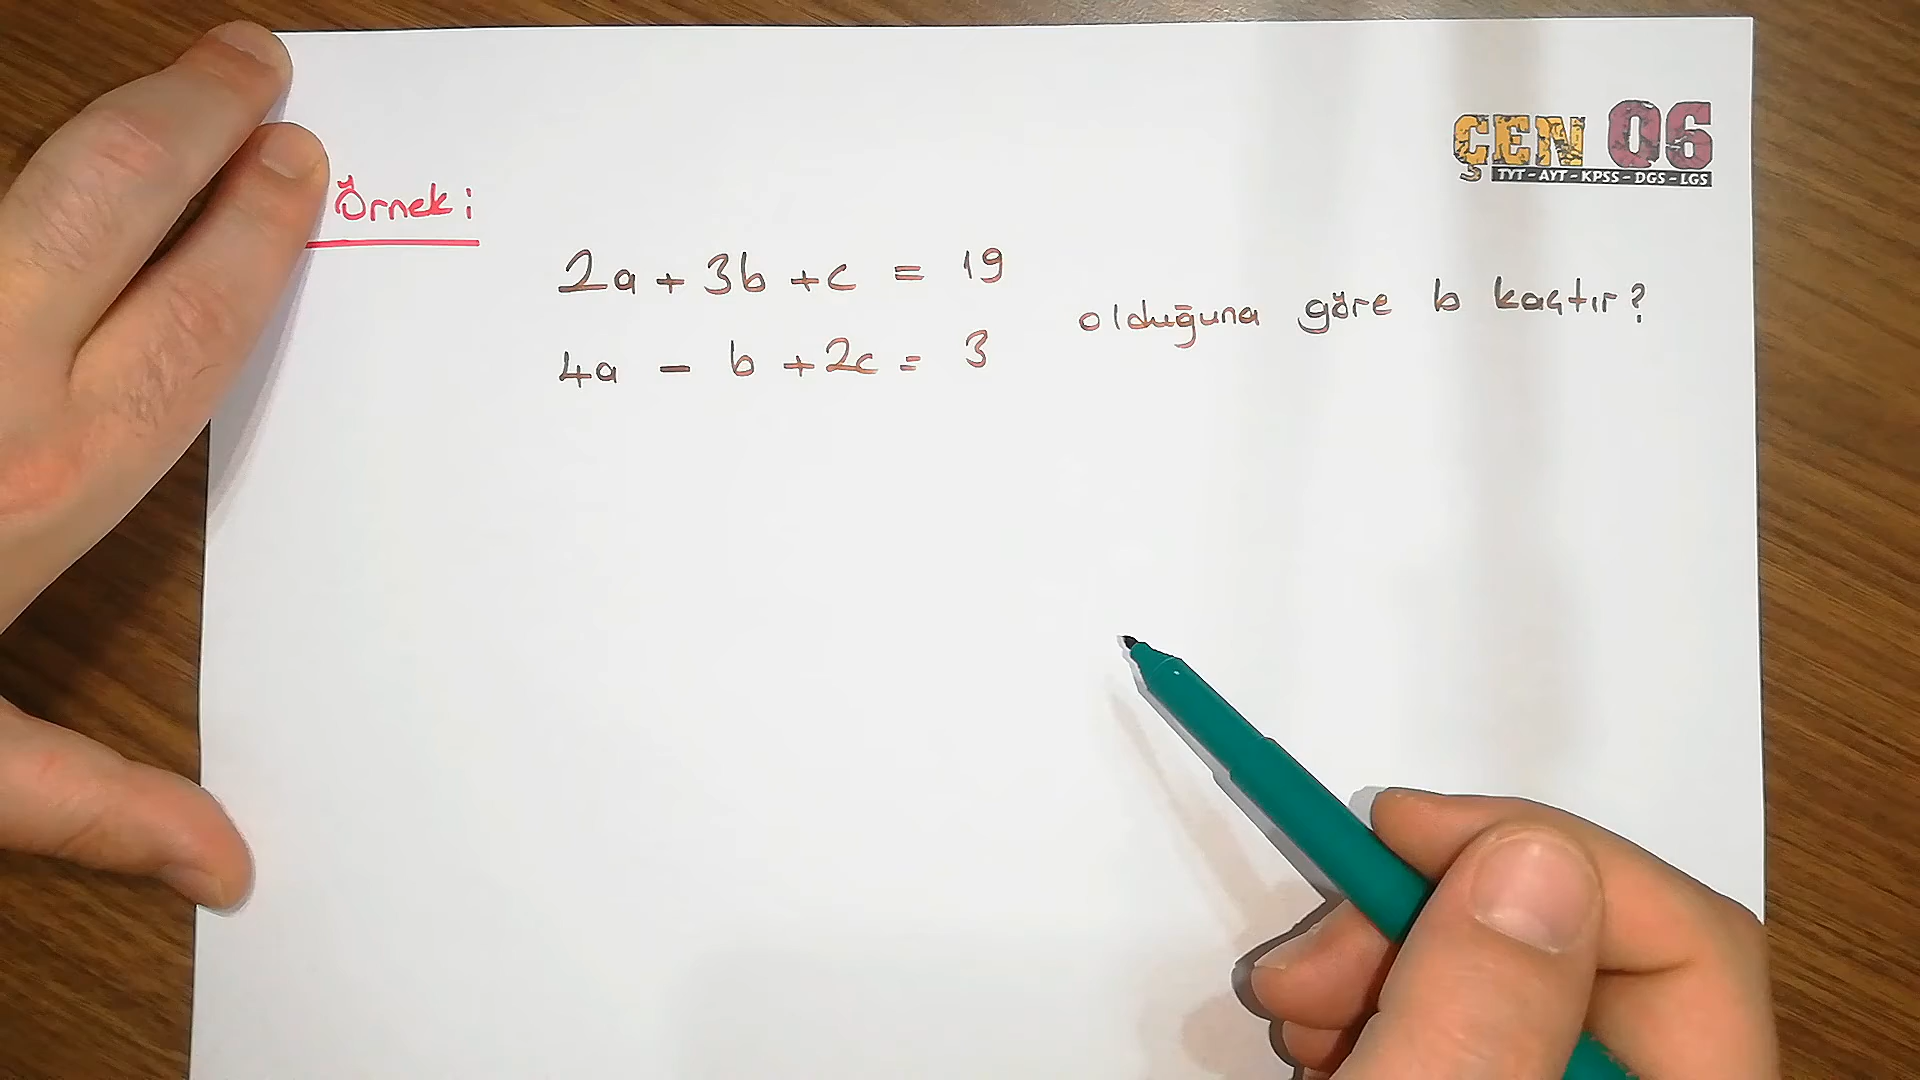 ÇEN 06
TYT - AYT - KPSS - DGS - LGS
Örnek:
2a + 3b + c = 19
4a - b + 2c = 3
olduğuna göre b kaçtır?